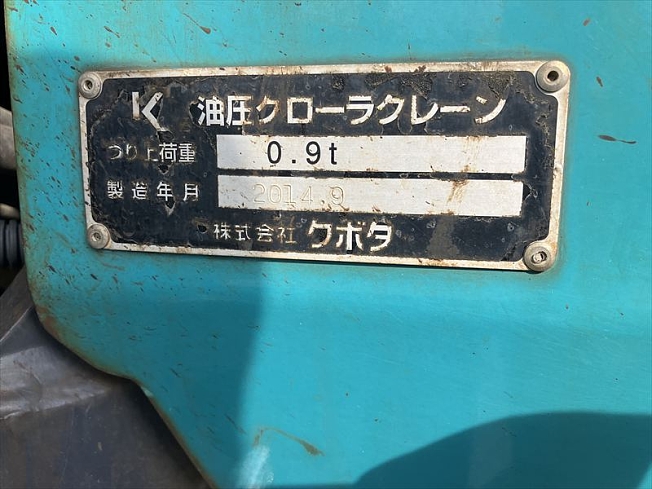 K 油圧クローラクレーン
つり上荷重 0.9t
製造年月 2014.9
株式会社 クボタ